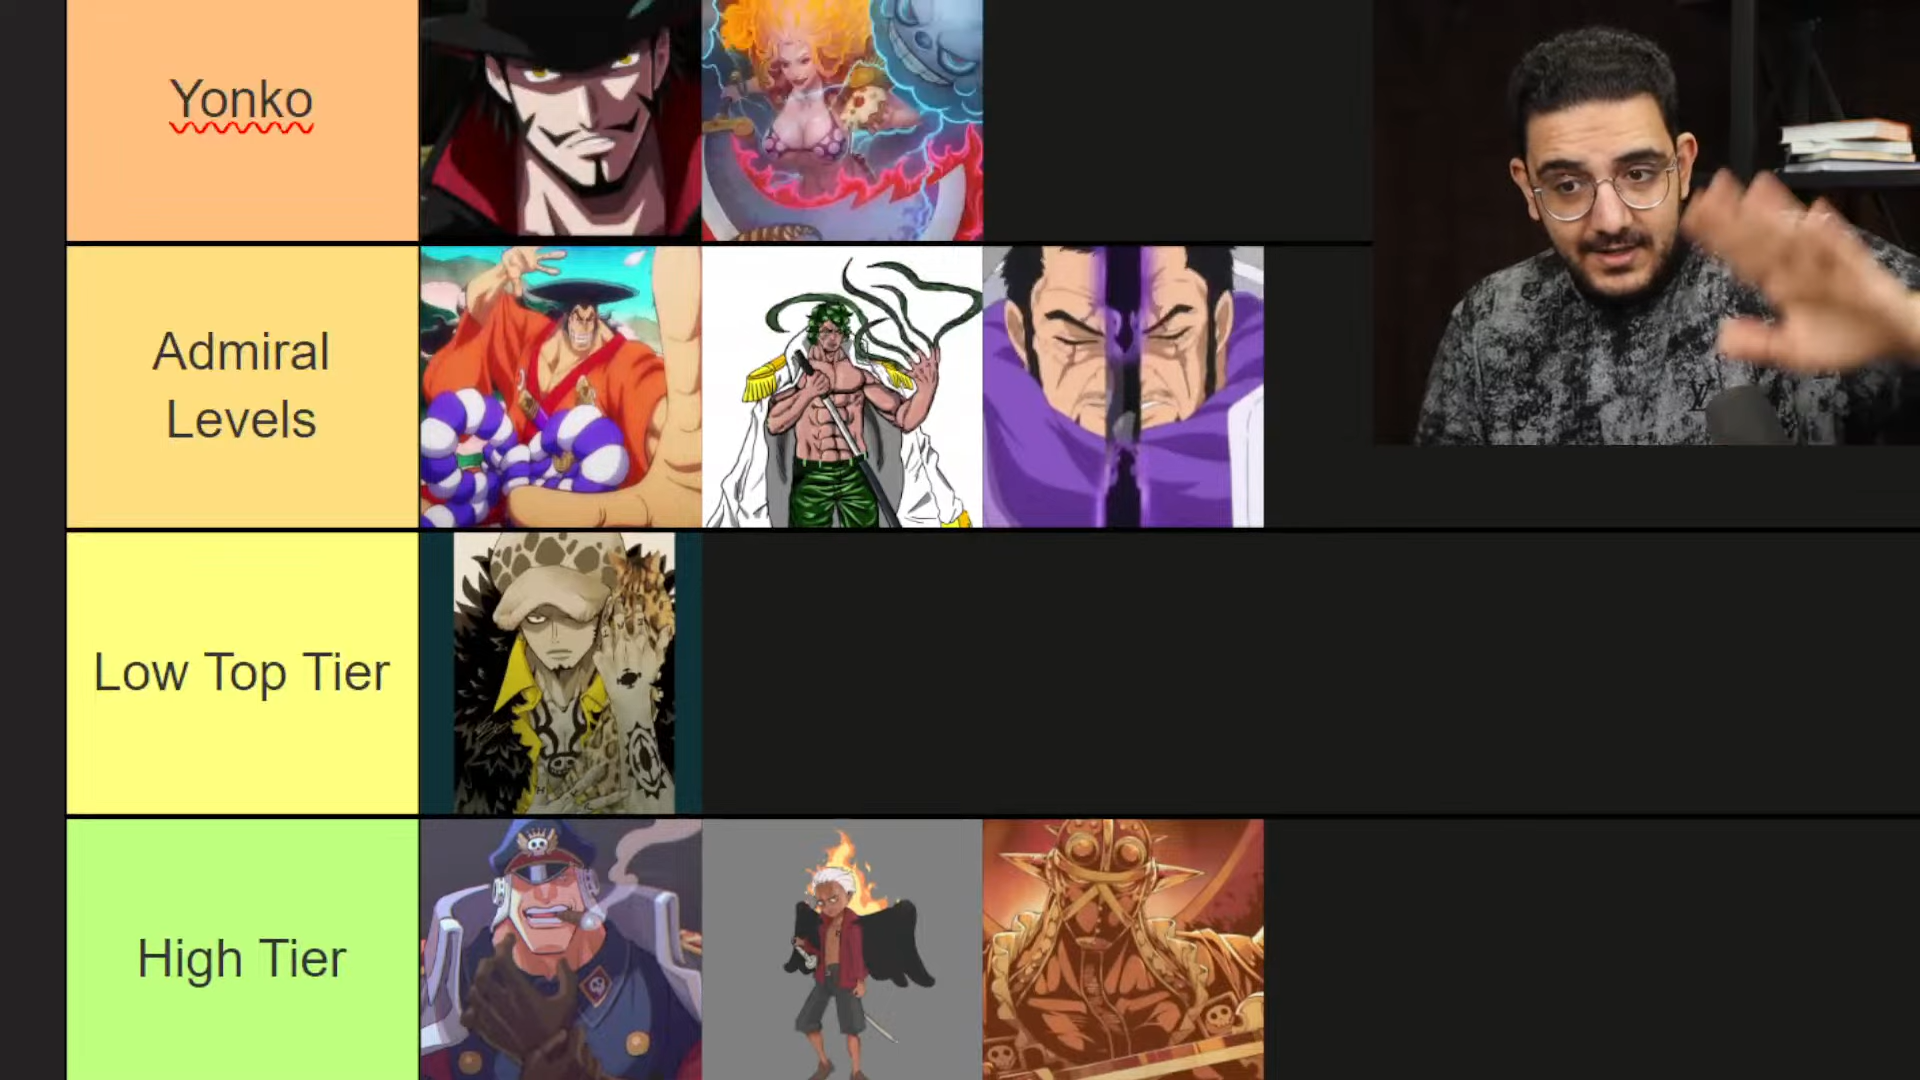 Yonko
Admiral
Levels
Low Top Tier
High Tier